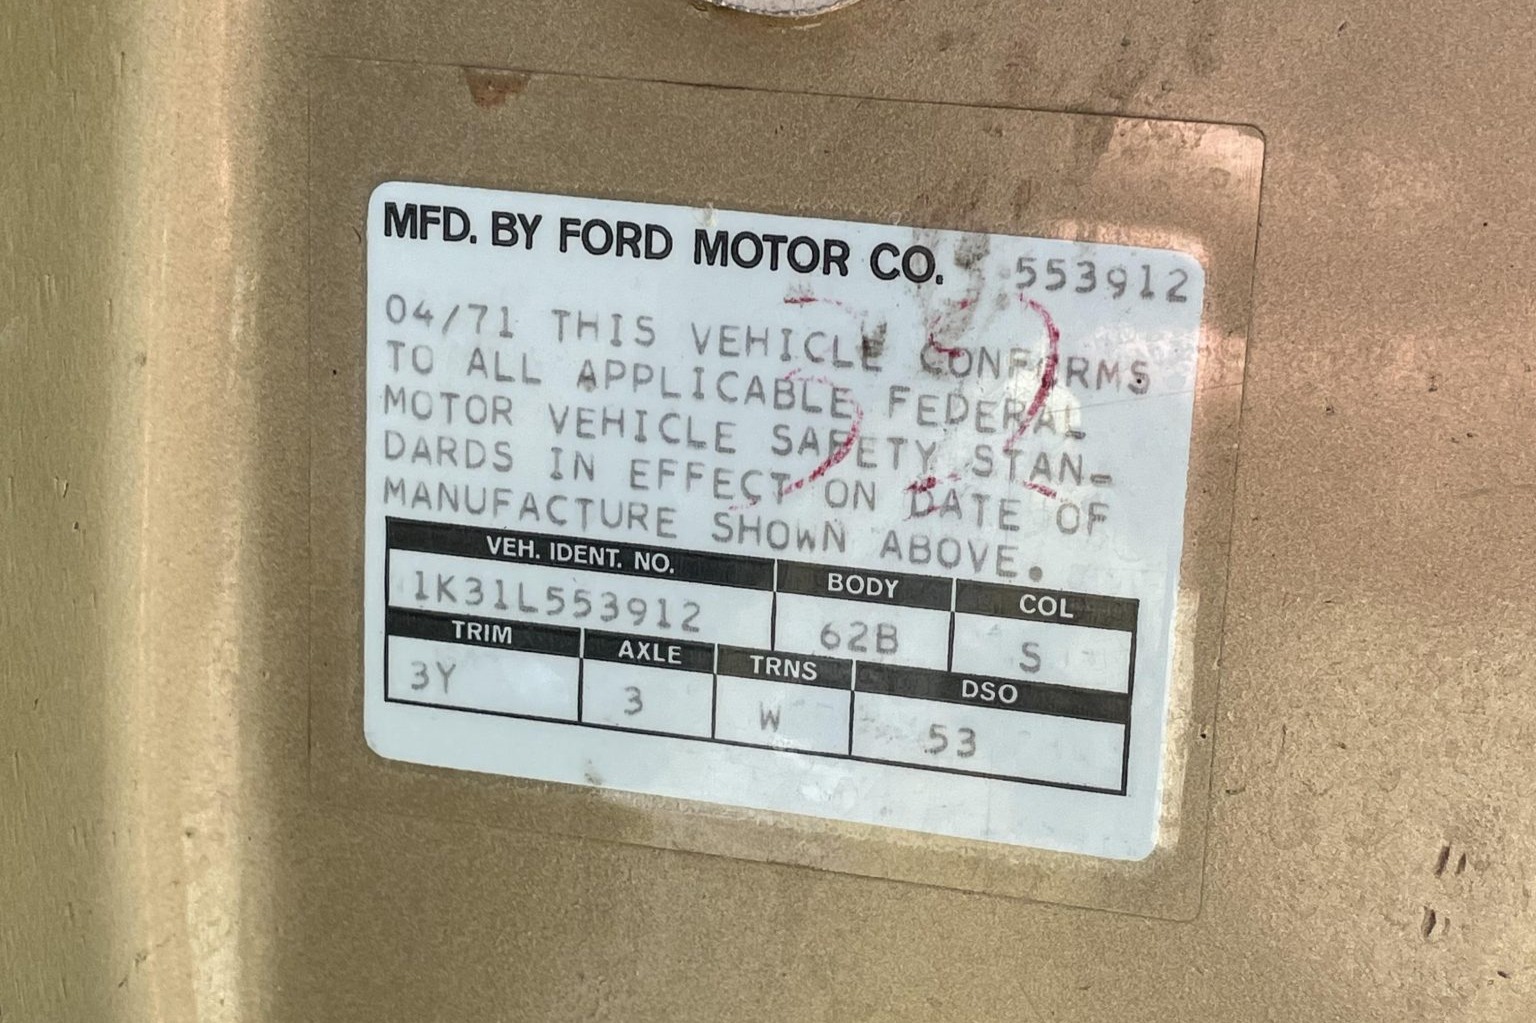 MFD. BY FORD MOTOR CO. 553912
04/71 THIS VEHICLE CONFORMS
TO ALL APPLICABLE FEDERAL
MOTOR VEHICLE SAFETY STAN-
DARDS IN EFFECT ON DATE OF
MANUFACTURE SHOWN ABOVE.
VEH. IDENT. NO. BODY COL
1K31L553912 62B S
TRIM AXLE TRNS DSO
3Y 3 W 53